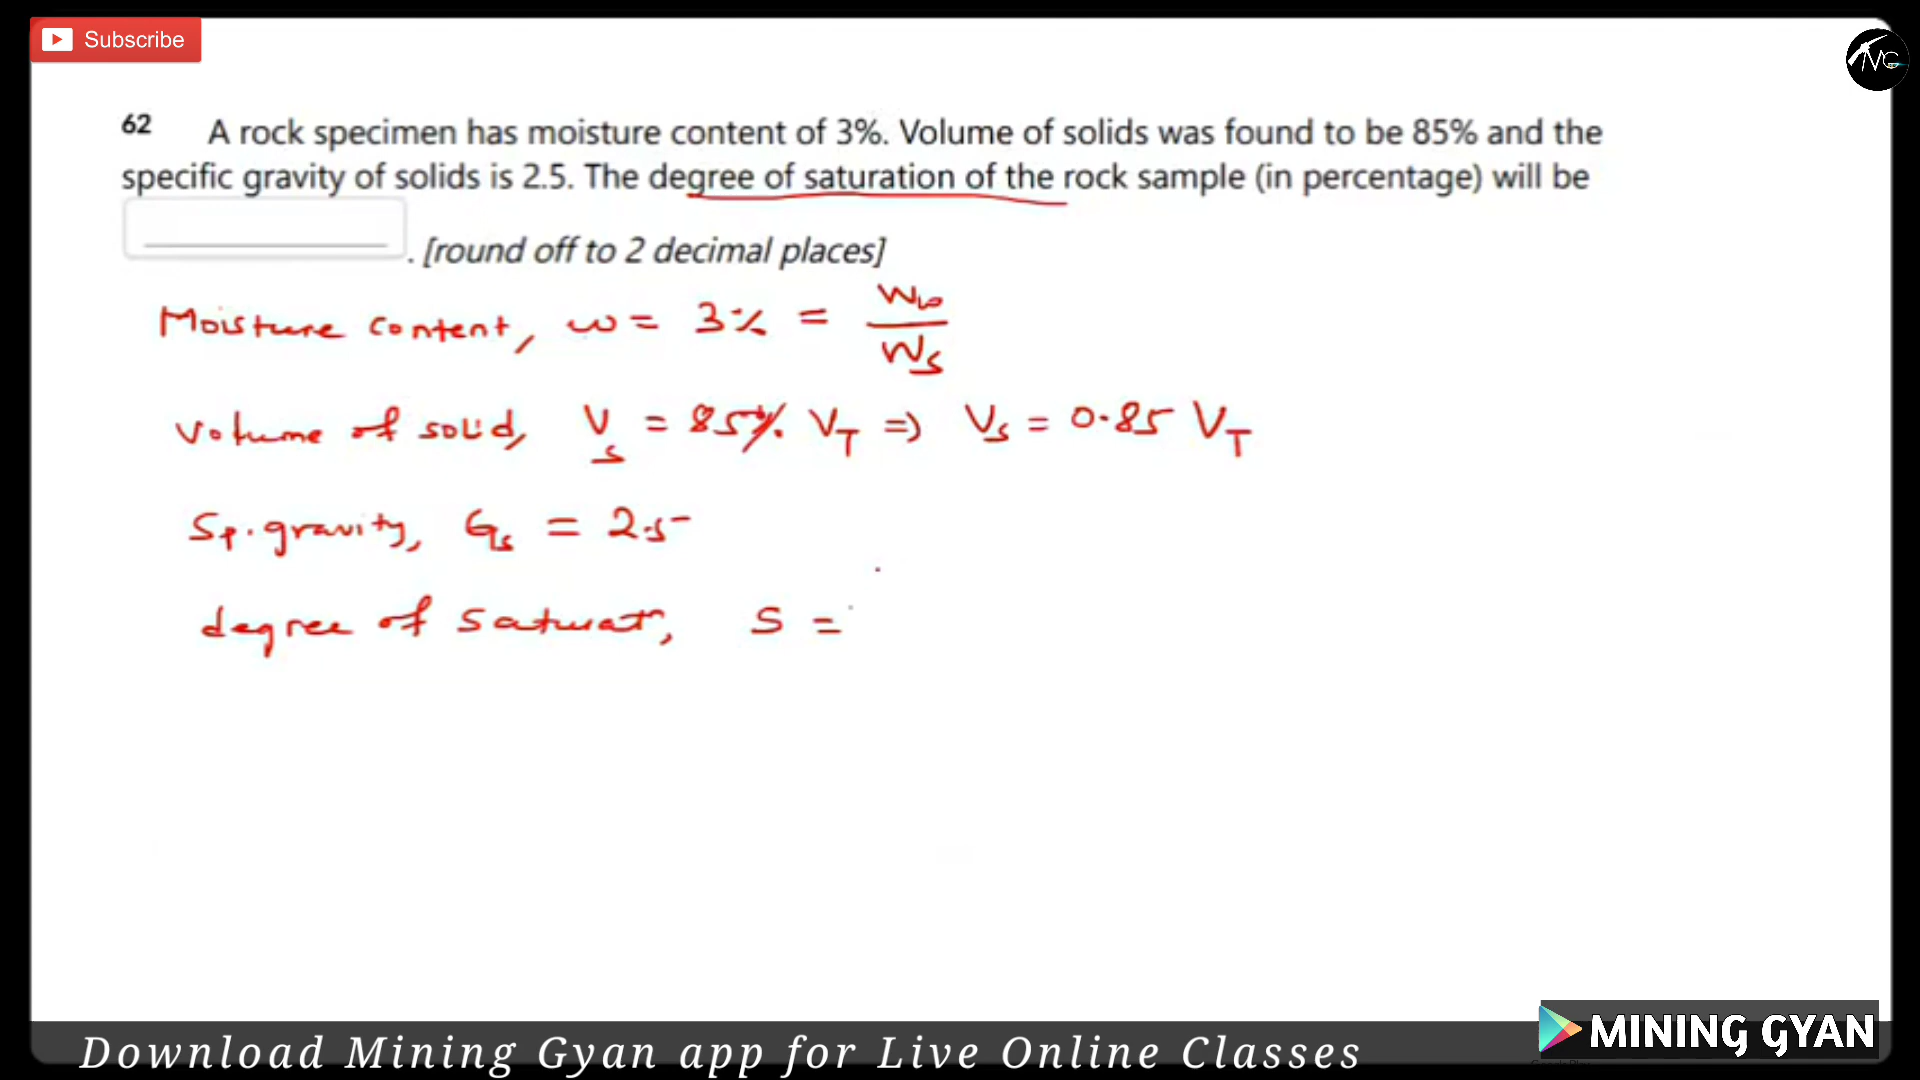 Subscribe
NG
62 A rock specimen has moisture content of 3%. Volume of solids was found to be 85% and the
specific gravity of solids is 2.5. The degree of saturation of the rock sample (in percentage) will be
____________. [round off to 2 decimal places]
Moisture content, w = 3% = Ww/Ws
Volume of solid, Vs = 85% VT => Vs = 0.85 VT
Sp. gravity, Gs = 2.5
degree of saturatn, S =
Download Mining Gyan app for Live Online Classes
MINING GYAN